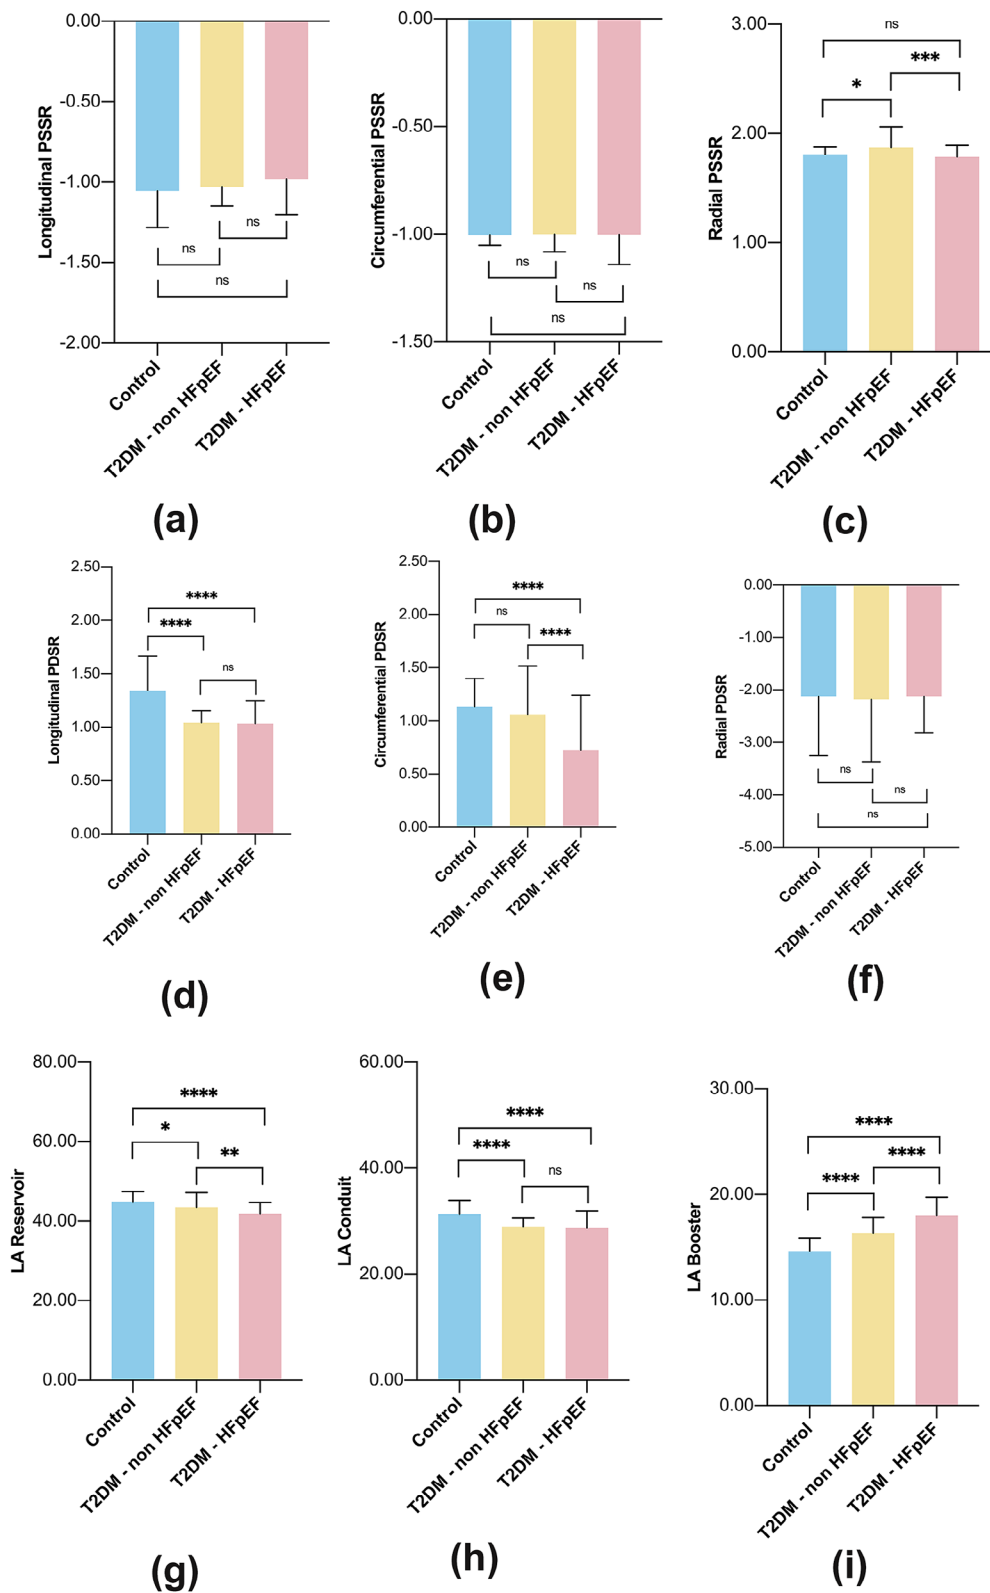 0.00
-0.50
-1.00
-1.50
-2.00
Longitudinal PSSR
ns
ns
ns
Control
T2DM - non HFpEF
T2DM - HFpEF
(a)
0.00
-0.50
-1.00
-1.50
Circumferential PSSR
ns
ns
ns
Control
T2DM - non HFpEF
T2DM - HFpEF
(b)
3.00
2.00
1.00
0.00
Radial PSSR
ns
***
*
Control
T2DM - non HFpEF
T2DM - HFpEF
(c)
2.50
2.00
1.50
1.00
0.50
0.00
Longitudinal PDSR
****
****
ns
Control
T2DM - non HFpEF
T2DM - HFpEF
(d)
2.50
2.00
1.50
1.00
0.50
0.00
Circumferential PDSR
****
ns
****
Control
T2DM - non HFpEF
T2DM - HFpEF
(e)
0.00
-1.00
-2.00
-3.00
-4.00
-5.00
Radial PDSR
ns
ns
ns
Control
T2DM - non HFpEF
T2DM - HFpEF
(f)
80.00
60.00
40.00
20.00
0.00
LA Reservoir
****
*
**
Control
T2DM - non HFpEF
T2DM - HFpEF
(g)
60.00
40.00
20.00
0.00
LA Conduit
****
****
ns
Control
T2DM - non HFpEF
T2DM - HFpEF
(h)
30.00
20.00
10.00
0.00
LA Booster
****
****
****
Control
T2DM - non HFpEF
T2DM - HFpEF
(i)